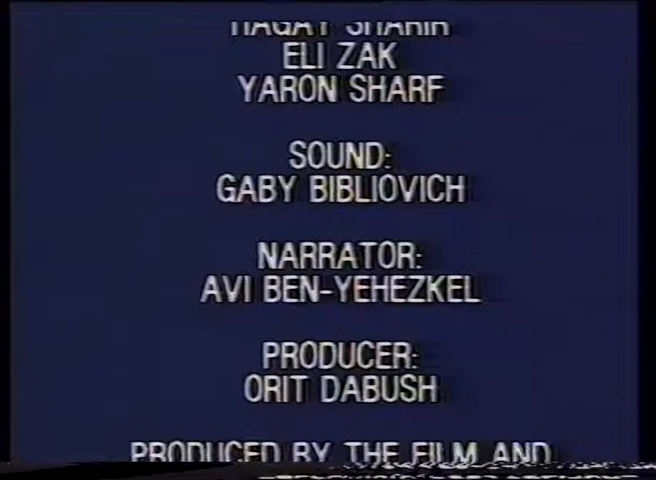 ELI ZAK
YARON SHARF
SOUND:
GABY BIBLIOVICH
NARRATOR:
AVI BEN-YEHEZKEL
PRODUCER:
ORIT DABUSH
PRODUCED BY THE FILM AND